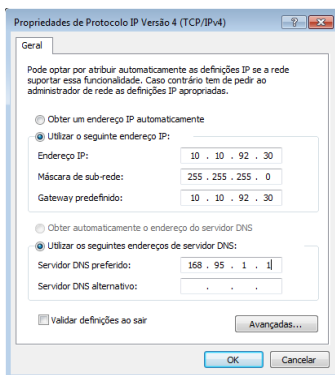 Propriedades de Protocolo IP Versão 4 (TCP/IPv4)
Geral
Pode optar por atribuir automaticamente as definições IP se a rede
suportar essa funcionalidade. Caso contrário tem de pedir ao
administrador de rede as definições IP apropriadas.
Obter um endereço IP automaticamente
Utilizar o seguinte endereço IP:
Endereço IP: 10 . 10 . 92 . 30
Máscara de sub-rede: 255 . 255 . 255 . 0
Gateway predefinido: 10 . 10 . 92 . 30
Obter automaticamente o endereço do servidor DNS
Utilizar os seguintes endereços de servidor DNS:
Servidor DNS preferido: 168 . 95 . 1 . 1
Servidor DNS alternativo: . . .
Validar definições ao sair
Avançadas...
OK Cancelar